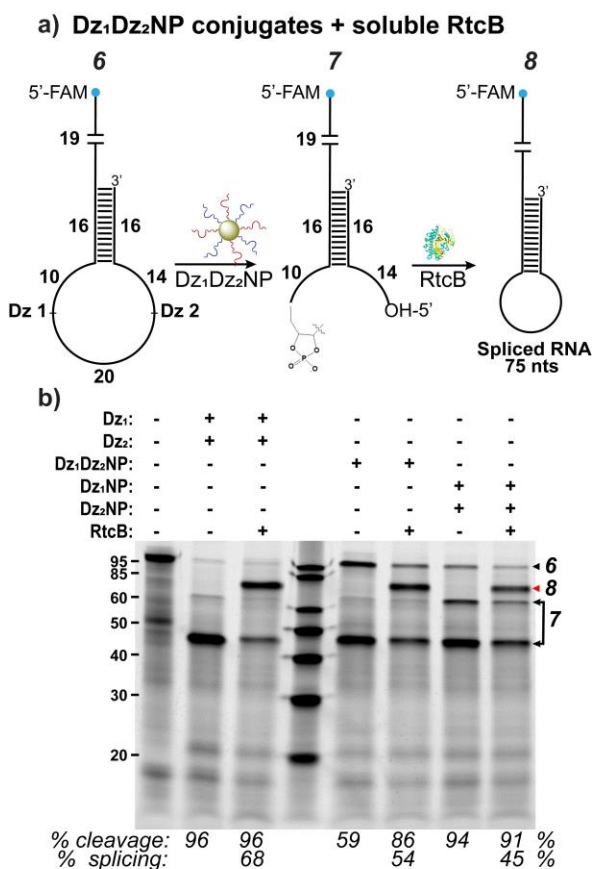 a) Dz₁Dz₂NP conjugates + soluble RtcB
6 7 8
5'-FAM 5'-FAM 5'-FAM
19 19
3' 3' 3'
16 16 16 16
10 14 Dz₁Dz₂NP 10 14 RtcB
Dz 1 Dz 2 OH-5'
20
O O P O O
Spliced RNA
75 nts
b)
Dz₁: - + + - - - -
Dz₂: - + + - - - -
Dz₁Dz₂NP: - - - + + - -
Dz₁NP: - - - - - + +
Dz₂NP: - - - - - + +
RtcB: - - + - + - +
95 6
85 8
60 7
50
40
30
20
% cleavage: 96 96 59 86 94 91 %
% splicing: 68 54 45 %